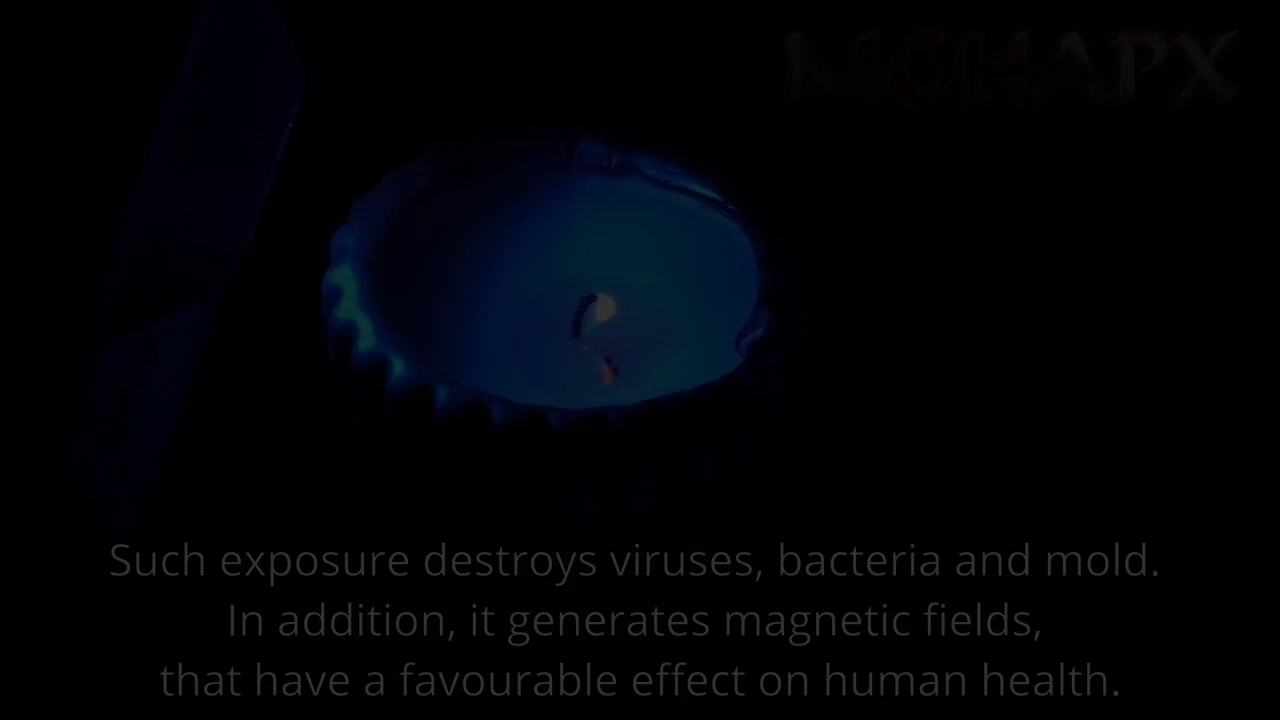 МОНАРХ
Such exposure destroys viruses, bacteria and mold.
In addition, it generates magnetic fields,
that have a favourable effect on human health.